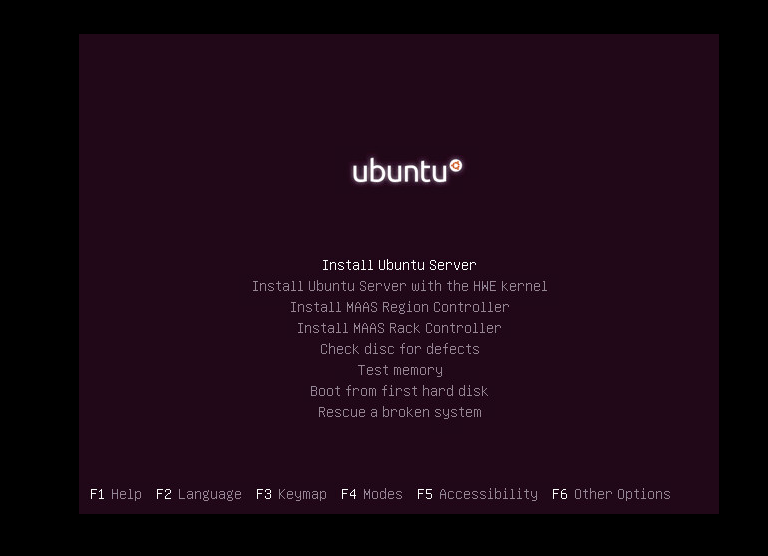 ubuntu
Install Ubuntu Server
Install Ubuntu Server with the HWE kernel
Install MAAS Region Controller
Install MAAS Rack Controller
Check disc for defects
Test memory
Boot from first hard disk
Rescue a broken system
F1 Help F2 Language F3 Keymap F4 Modes F5 Accessibility F6 Other Options